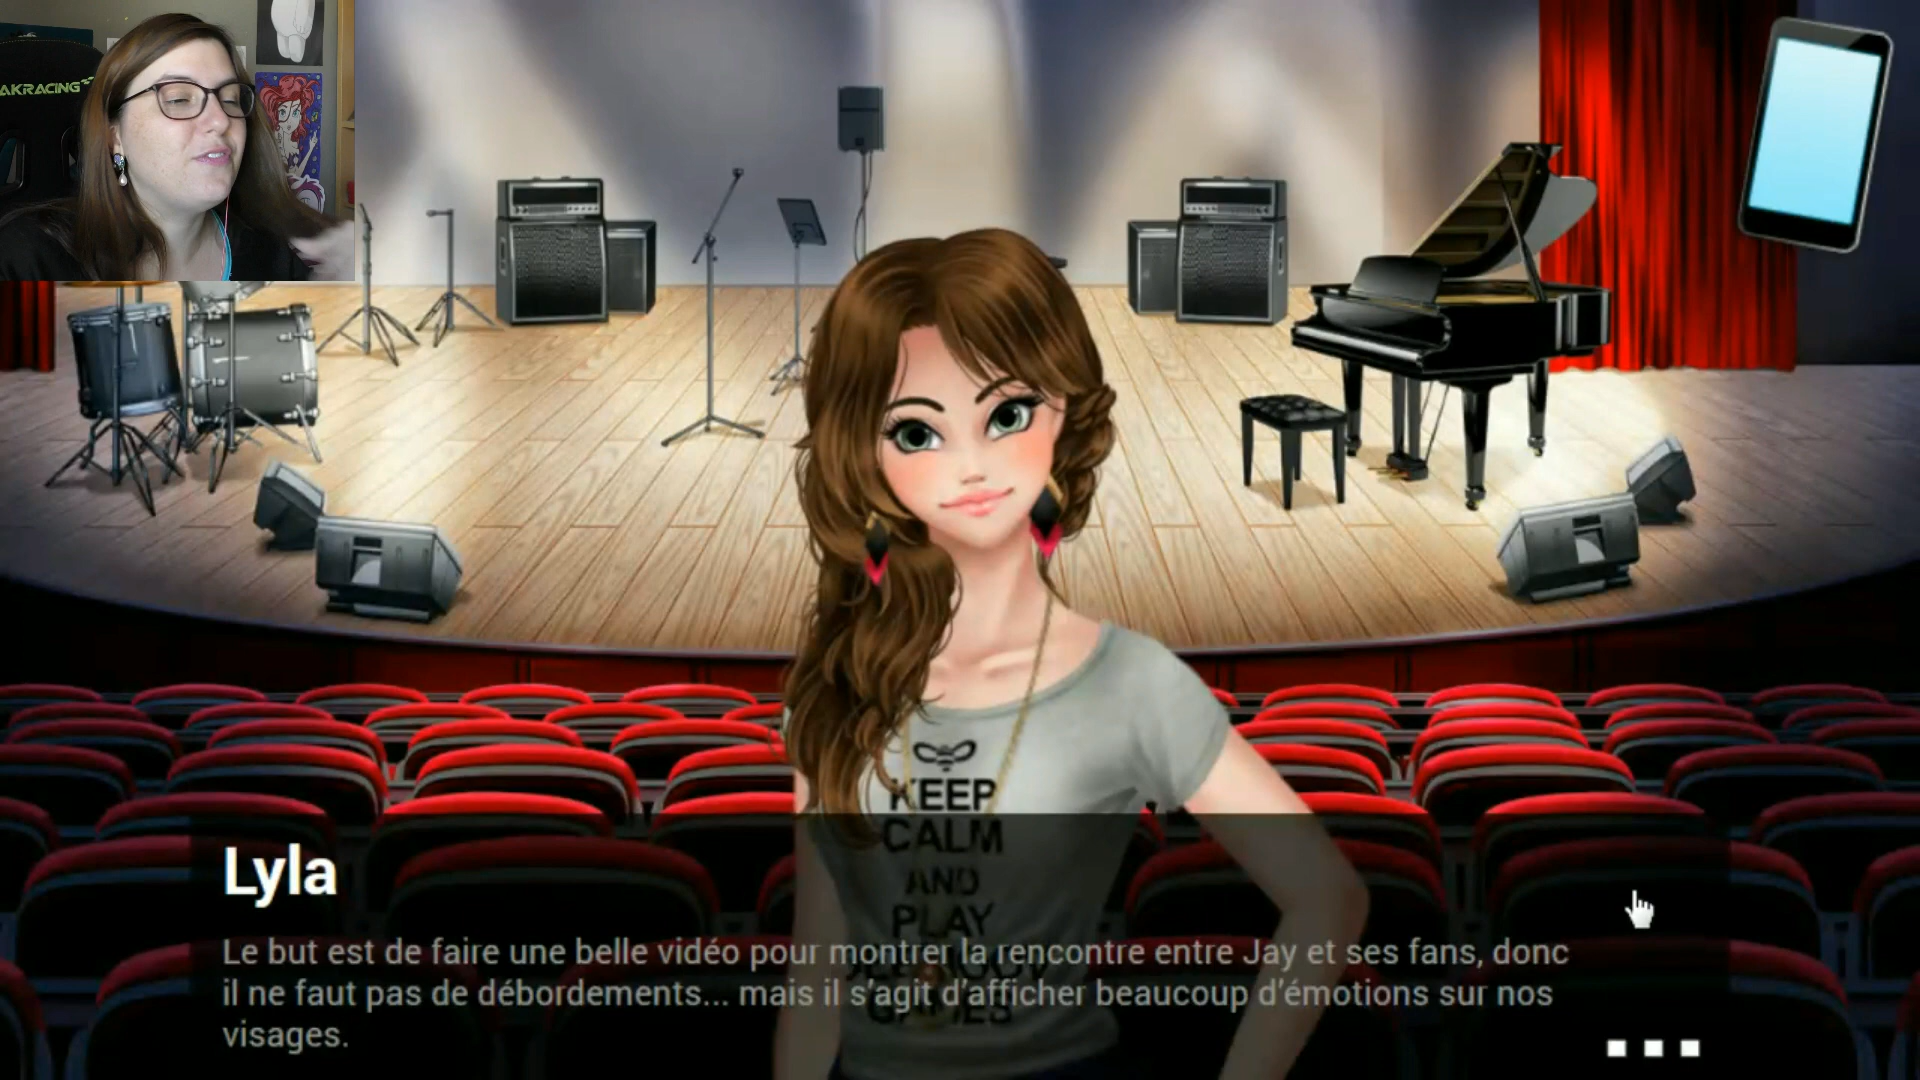 AKRACING
KEEP
CALM
AND
PLAY
GAMES
Lyla
Le but est de faire une belle vidéo pour montrer la rencontre entre Jay et ses fans, donc
il ne faut pas de débordements... mais il s'agit d'afficher beaucoup d'émotions sur nos
visages.